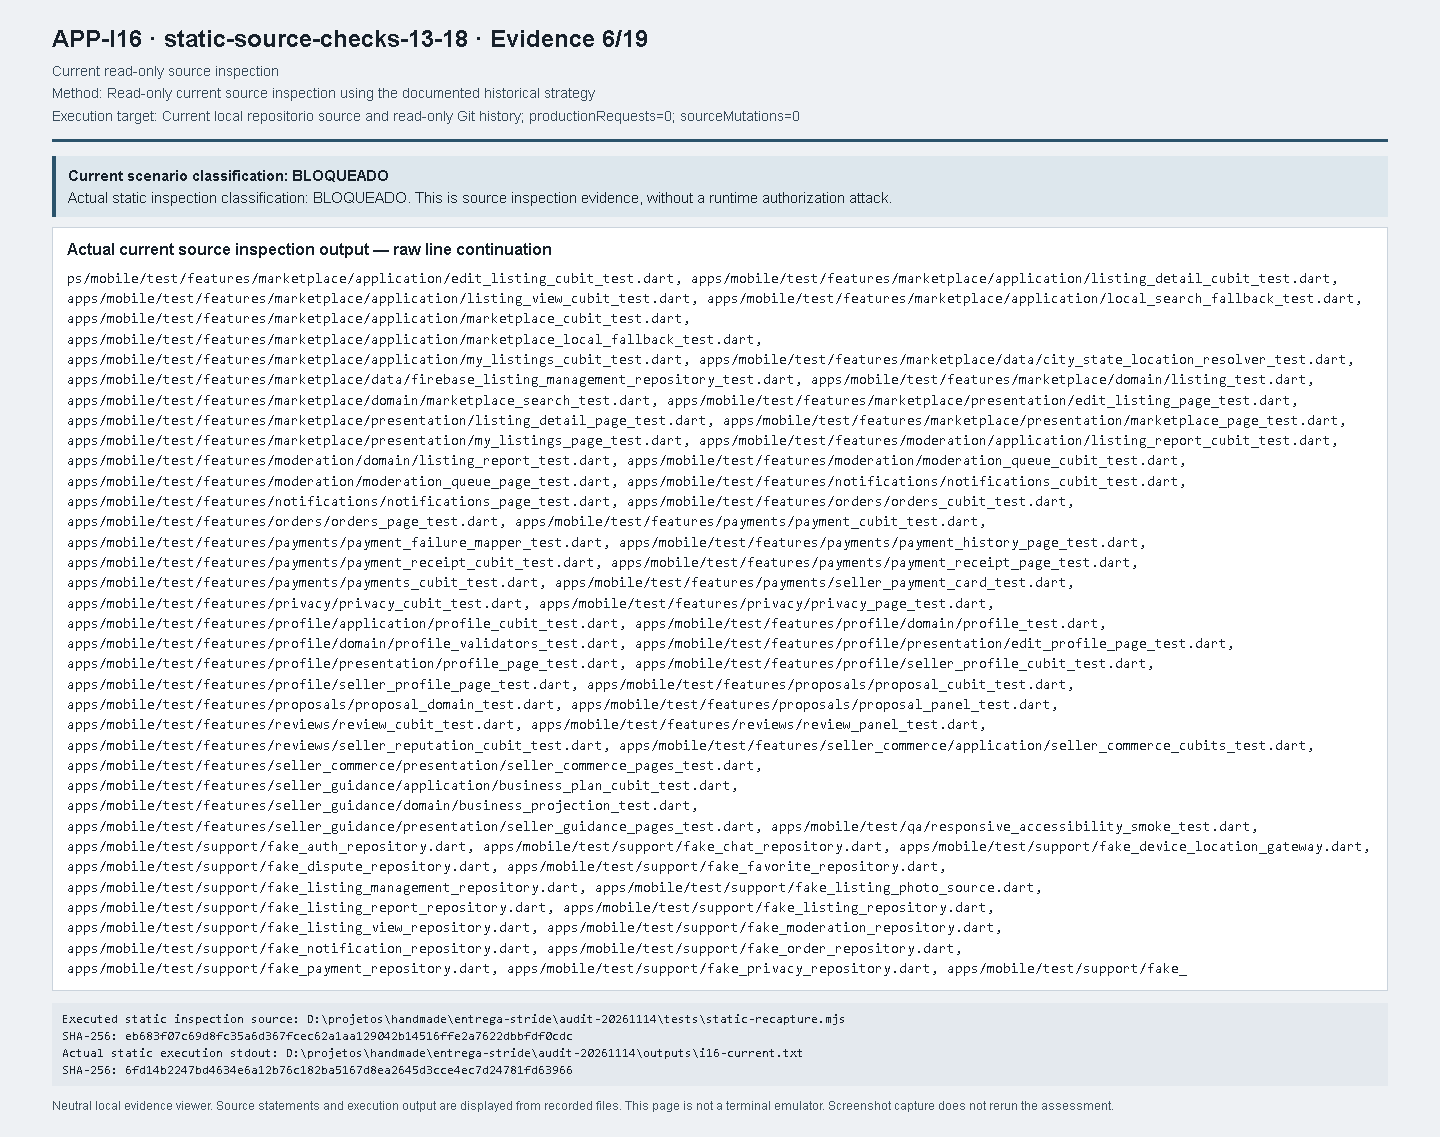 APP-I16 · static-source-checks-13-18 · Evidence 6/19
Current read-only source inspection
Method: Read-only current source inspection using the documented historical strategy
Execution target: Current local repositorio source and read-only Git history; productionRequests=0; sourceMutations=0
Current scenario classification: BLOQUEADO
Actual static inspection classification: BLOQUEADO. This is source inspection evidence, without a runtime authorization attack.
Actual current source inspection output — raw line continuation
ps/mobile/test/features/marketplace/application/edit_listing_cubit_test.dart, apps/mobile/test/features/marketplace/application/listing_detail_cubit_test.dart,
apps/mobile/test/features/marketplace/application/listing_view_cubit_test.dart, apps/mobile/test/features/marketplace/application/local_search_fallback_test.dart,
apps/mobile/test/features/marketplace/application/marketplace_cubit_test.dart,
apps/mobile/test/features/marketplace/application/marketplace_local_fallback_test.dart,
apps/mobile/test/features/marketplace/application/my_listings_cubit_test.dart, apps/mobile/test/features/marketplace/data/city_state_location_resolver_test.dart,
apps/mobile/test/features/marketplace/data/firebase_listing_management_repository_test.dart, apps/mobile/test/features/marketplace/domain/listing_test.dart,
apps/mobile/test/features/marketplace/domain/marketplace_search_test.dart, apps/mobile/test/features/marketplace/presentation/edit_listing_page_test.dart,
apps/mobile/test/features/marketplace/presentation/listing_detail_page_test.dart, apps/mobile/test/features/marketplace/presentation/marketplace_page_test.dart,
apps/mobile/test/features/marketplace/presentation/my_listings_page_test.dart, apps/mobile/test/features/moderation/application/listing_report_cubit_test.dart,
apps/mobile/test/features/moderation/domain/listing_report_test.dart, apps/mobile/test/features/moderation/moderation_queue_cubit_test.dart,
apps/mobile/test/features/moderation/moderation_queue_page_test.dart, apps/mobile/test/features/notifications/notifications_cubit_test.dart,
apps/mobile/test/features/notifications/notifications_page_test.dart, apps/mobile/test/features/orders/orders_cubit_test.dart,
apps/mobile/test/features/orders/orders_page_test.dart, apps/mobile/test/features/payments/payment_cubit_test.dart,
apps/mobile/test/features/payments/payment_failure_mapper_test.dart, apps/mobile/test/features/payments/payment_history_page_test.dart,
apps/mobile/test/features/payments/payment_receipt_cubit_test.dart, apps/mobile/test/features/payments/payment_receipt_page_test.dart,
apps/mobile/test/features/payments/payments_cubit_test.dart, apps/mobile/test/features/payments/seller_payment_card_test.dart,
apps/mobile/test/features/privacy/privacy_cubit_test.dart, apps/mobile/test/features/privacy/privacy_page_test.dart,
apps/mobile/test/features/profile/application/profile_cubit_test.dart, apps/mobile/test/features/profile/domain/profile_test.dart,
apps/mobile/test/features/profile/domain/profile_validators_test.dart, apps/mobile/test/features/profile/presentation/edit_profile_page_test.dart,
apps/mobile/test/features/profile/presentation/profile_page_test.dart, apps/mobile/test/features/profile/seller_profile_cubit_test.dart,
apps/mobile/test/features/profile/seller_profile_page_test.dart, apps/mobile/test/features/proposals/proposal_cubit_test.dart,
apps/mobile/test/features/proposals/proposal_domain_test.dart, apps/mobile/test/features/proposals/proposal_panel_test.dart,
apps/mobile/test/features/reviews/review_cubit_test.dart, apps/mobile/test/features/reviews/review_panel_test.dart,
apps/mobile/test/features/reviews/seller_reputation_cubit_test.dart, apps/mobile/test/features/seller_commerce/application/seller_commerce_cubits_test.dart,
apps/mobile/test/features/seller_commerce/presentation/seller_commerce_pages_test.dart,
apps/mobile/test/features/seller_guidance/application/business_plan_cubit_test.dart,
apps/mobile/test/features/seller_guidance/domain/business_projection_test.dart,
apps/mobile/test/features/seller_guidance/presentation/seller_guidance_pages_test.dart, apps/mobile/test/qa/responsive_accessibility_smoke_test.dart,
apps/mobile/test/support/fake_auth_repository.dart, apps/mobile/test/support/fake_chat_repository.dart, apps/mobile/test/support/fake_device_location_gateway.dart,
apps/mobile/test/support/fake_dispute_repository.dart, apps/mobile/test/support/fake_favorite_repository.dart,
apps/mobile/test/support/fake_listing_management_repository.dart, apps/mobile/test/support/fake_listing_photo_source.dart,
apps/mobile/test/support/fake_listing_report_repository.dart, apps/mobile/test/support/fake_listing_repository.dart,
apps/mobile/test/support/fake_listing_view_repository.dart, apps/mobile/test/support/fake_moderation_repository.dart,
apps/mobile/test/support/fake_notification_repository.dart, apps/mobile/test/support/fake_order_repository.dart,
apps/mobile/test/support/fake_payment_repository.dart, apps/mobile/test/support/fake_privacy_repository.dart, apps/mobile/test/support/fake_
Executed static inspection source: D:\projetos\handmade\entrega-stride\audit-20261114\tests\static-recapture.mjs
SHA-256: eb683f07c69d8fc35a6d367fcec62a1aa129042b14516ffe2a7622dbbfdf0cdc
Actual static execution stdout: D:\projetos\handmade\entrega-stride\audit-20261114\outputs\i16-current.txt
SHA-256: 6fd14b2247bd4634e6a12b76c182ba5167d8ea2645d3cce4ec7d24781fd63966
Neutral local evidence viewer. Source statements and execution output are displayed from recorded files. This page is not a terminal emulator. Screenshot capture does not rerun the assessment.